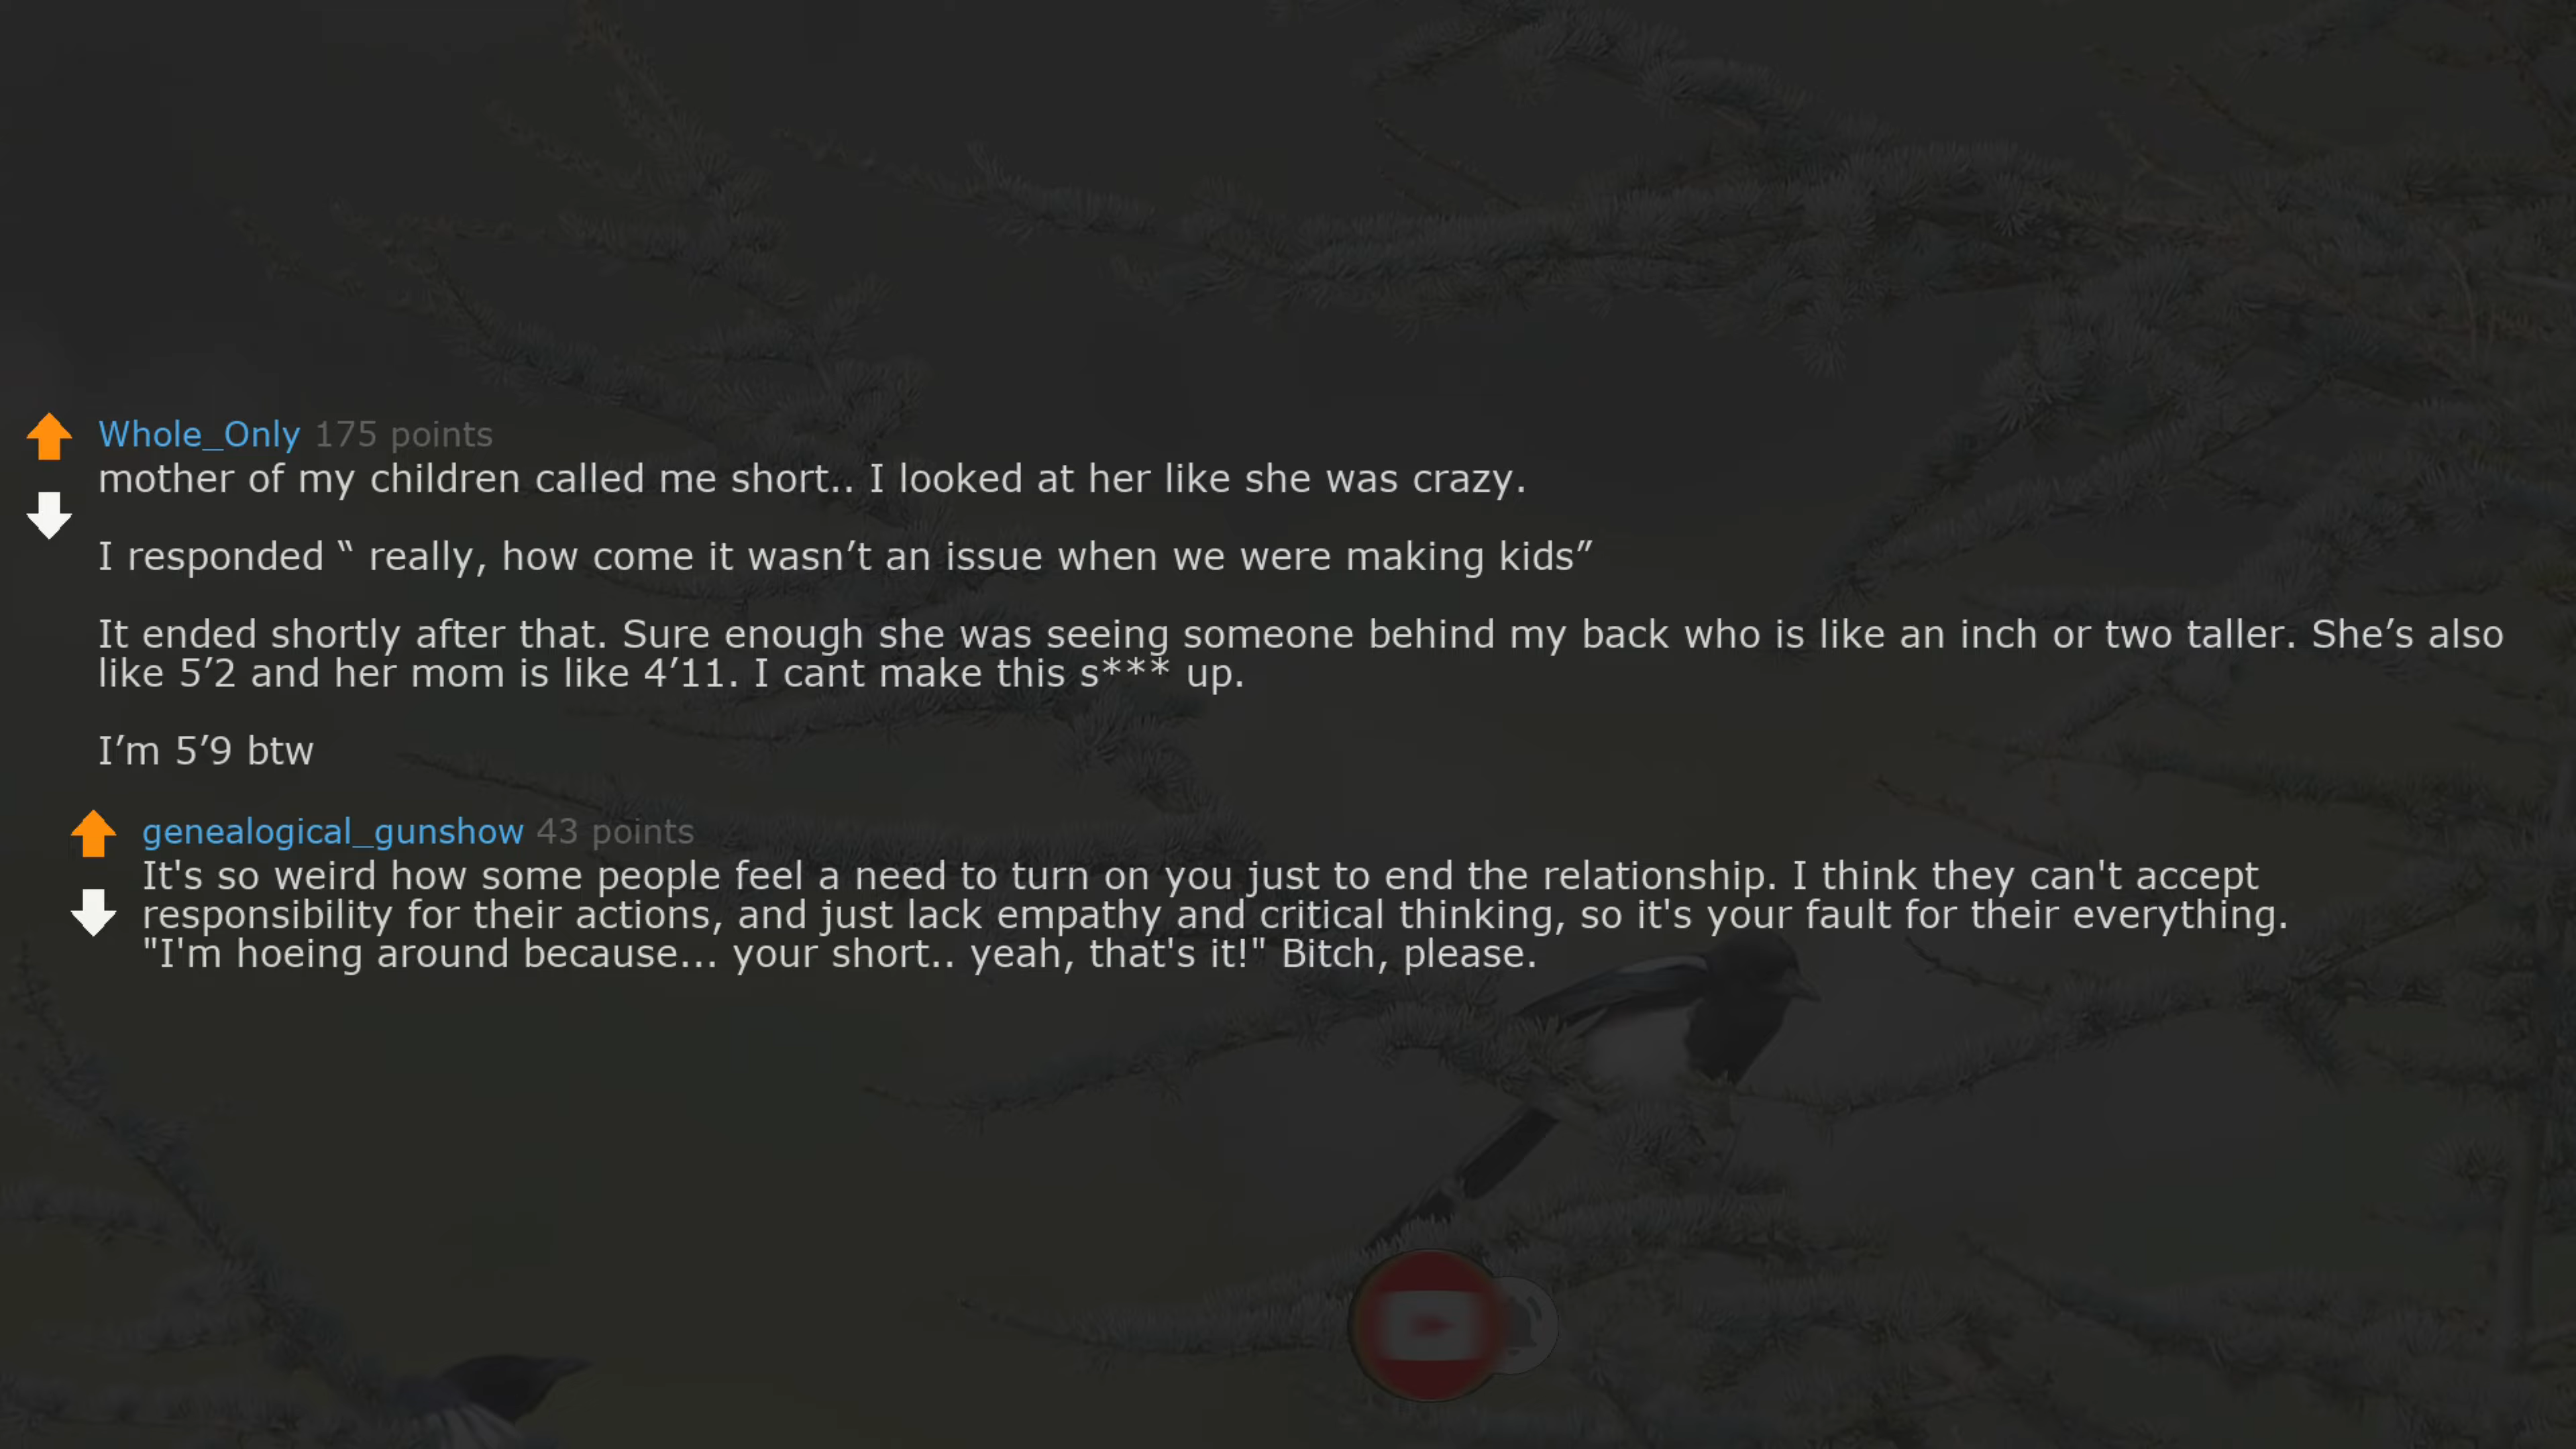 Whole_Only 175 points
mother of my children called me short.. I looked at her like she was crazy.
I responded “ really, how come it wasn’t an issue when we were making kids”
It ended shortly after that. Sure enough she was seeing someone behind my back who is like an inch or two taller. She’s also
like 5’2 and her mom is like 4’11. I cant make this s*** up.
I’m 5’9 btw
genealogical_gunshow 43 points
It's so weird how some people feel a need to turn on you just to end the relationship. I think they can't accept
responsibility for their actions, and just lack empathy and critical thinking, so it's your fault for their everything.
"I'm hoeing around because... your short.. yeah, that's it!" Bitch, please.